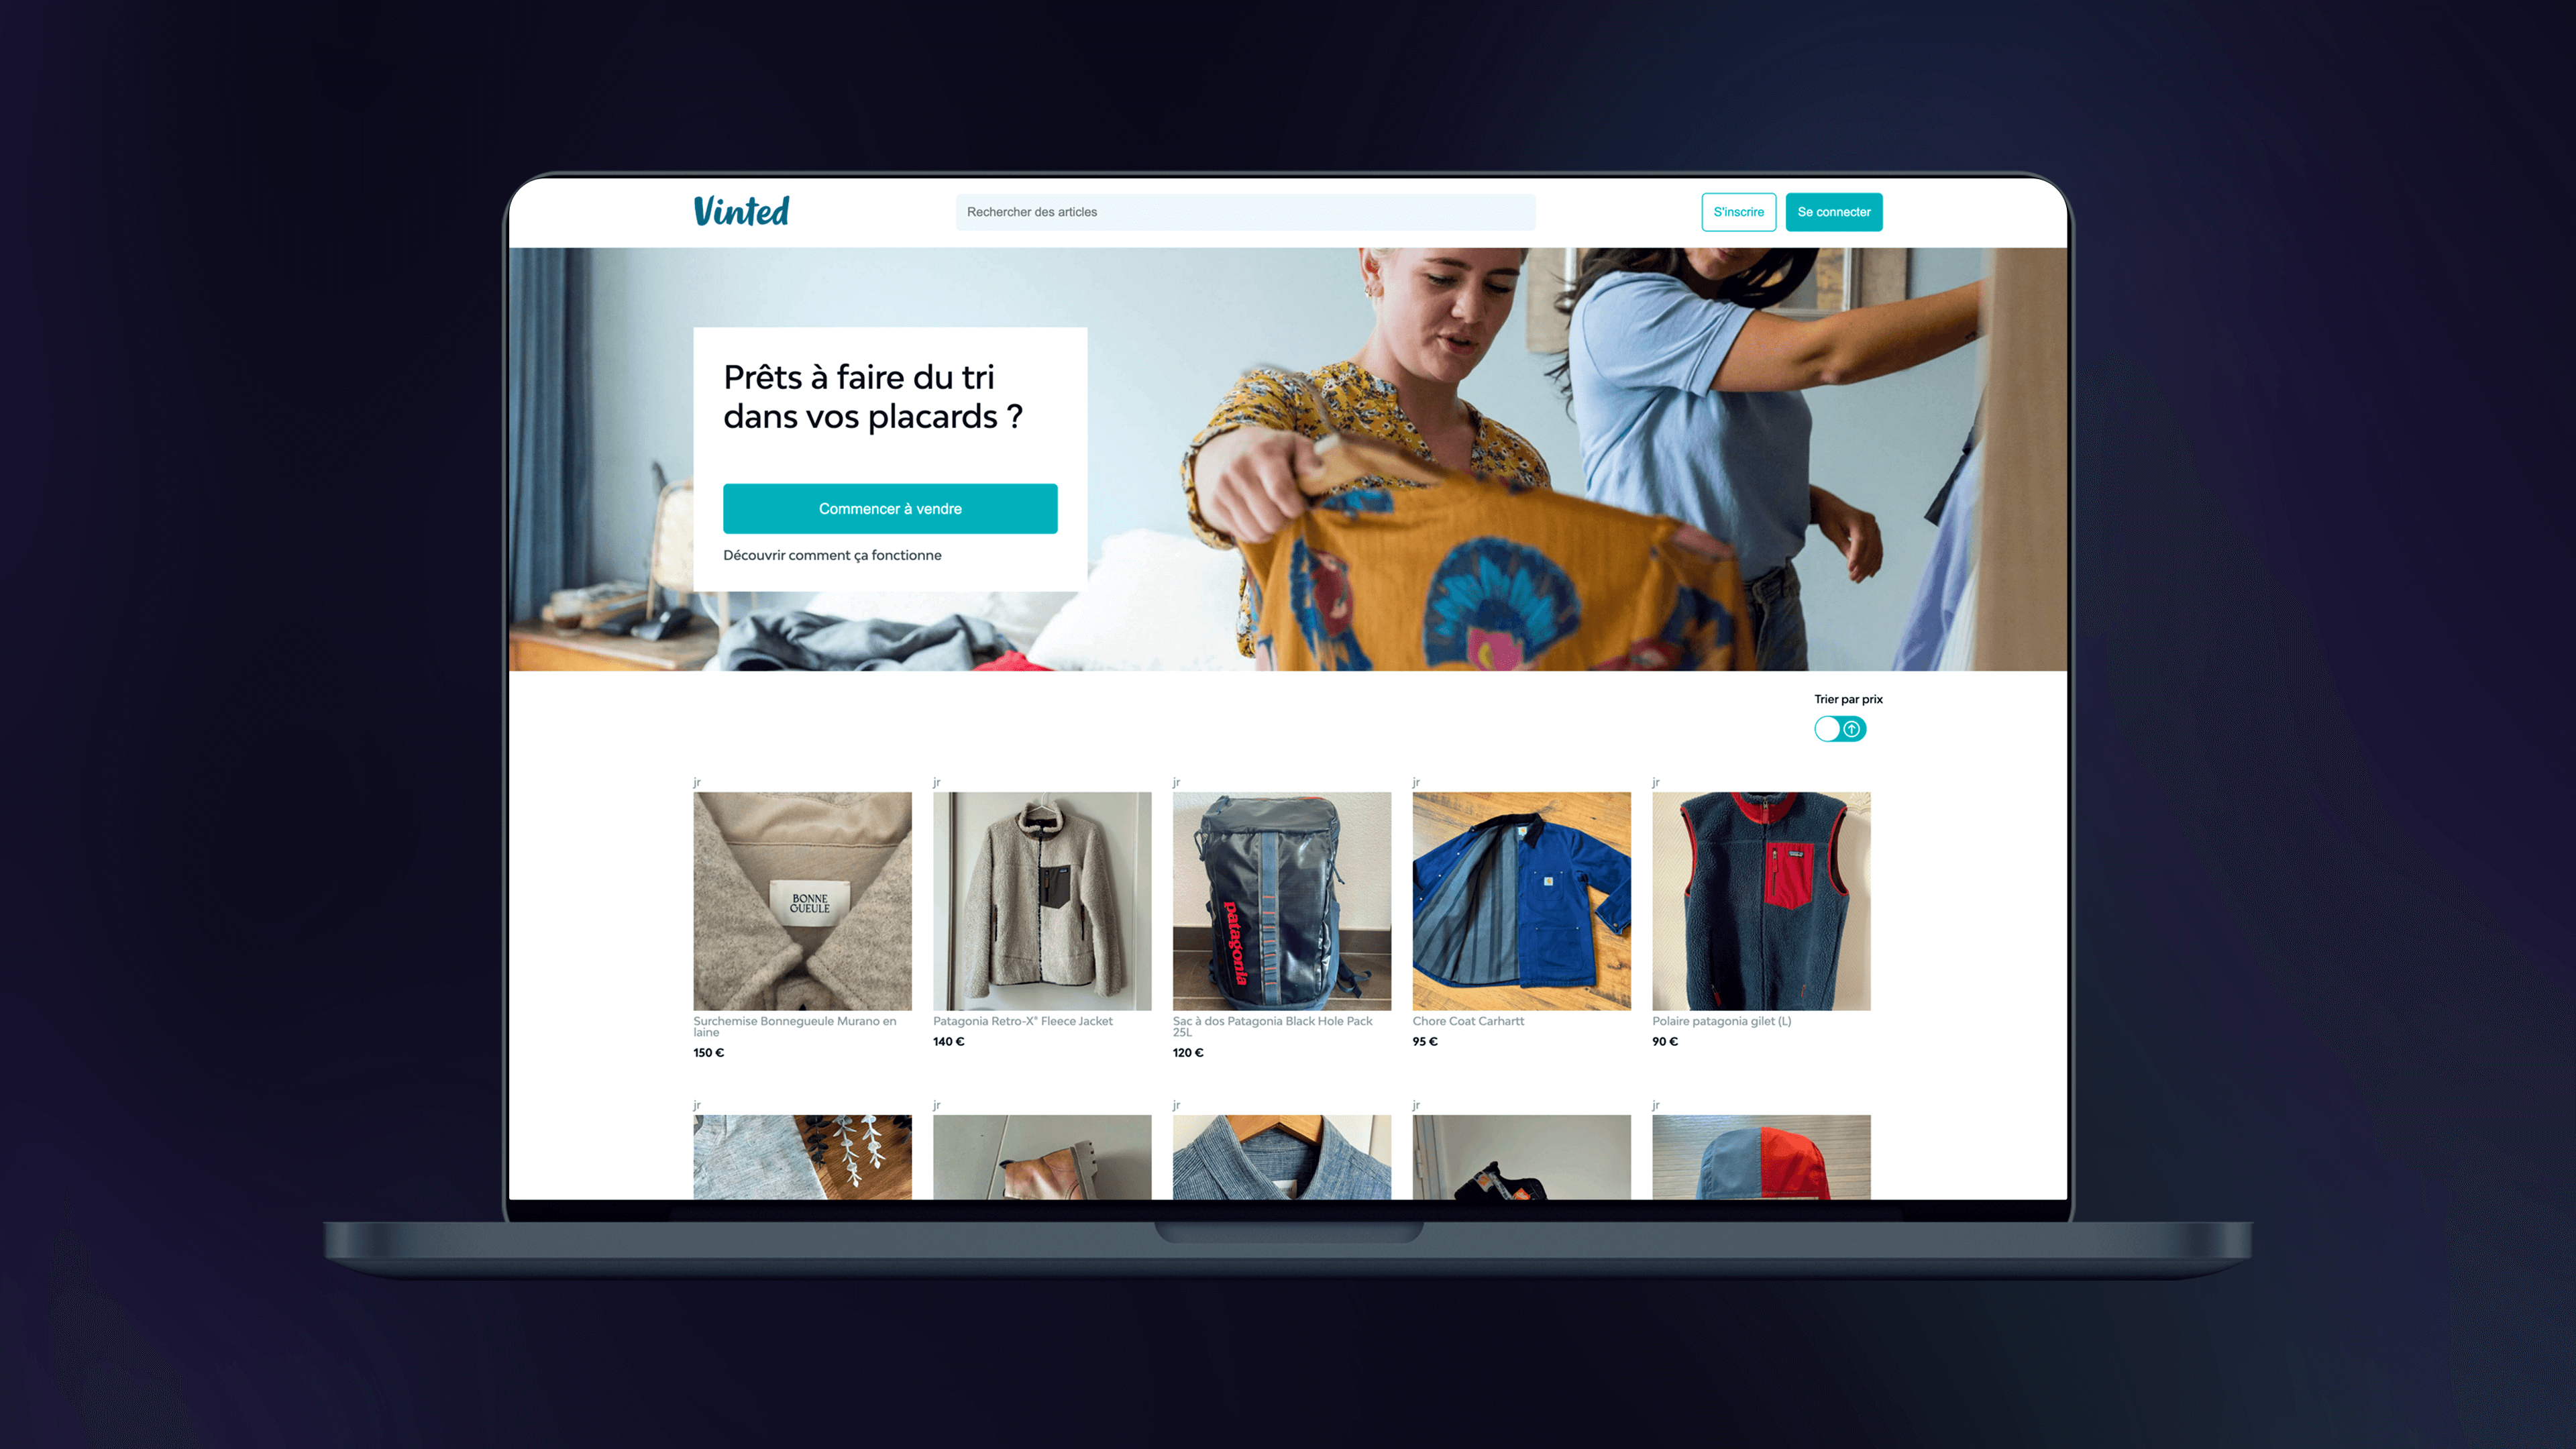 Vinted
Rechercher des articles
S'inscrire
Se connecter
Prêts à faire du tri
dans vos placards ?
Commencer à vendre
Découvrir comment ça fonctionne
Trier par prix
jr
jr
jr
jr
jr
BONNE
GUEULE
patagonia
Surchemise Bonnegueule Murano en
laine
150 €
Patagonia Retro-X® Fleece Jacket
140 €
Sac à dos Patagonia Black Hole Pack
25L
120 €
Chore Coat Carhartt
95 €
Polaire patagonia gilet (L)
90 €
jr
jr
jr
jr
jr